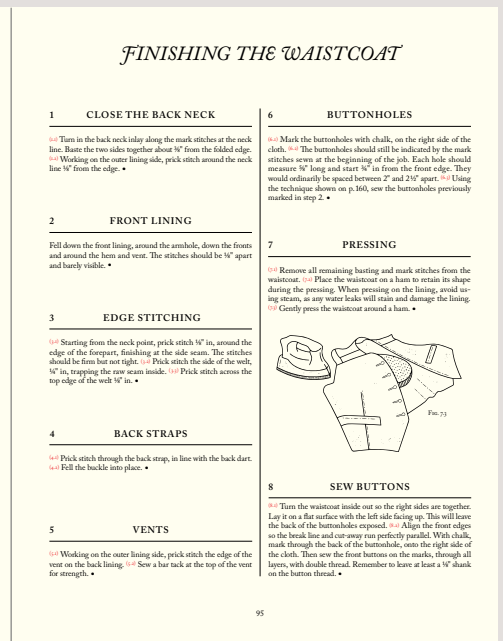 FINISHING THE WAISTCOAT
1 CLOSE THE BACK NECK
(1.1) Turn in the back neck inlay along the mark stitches at the neck
line. Baste the two sides together about ⅜" from the folded edge.
(1.2) Working on the outer lining side, prick stitch around the neck
line ⅛" from the edge. •
2 FRONT LINING
Fell down the front lining, around the armhole, down the fronts
and around the hem and vent. The stitches should be ⅛" apart
and barely visible. •
3 EDGE STITCHING
(3.1) Starting from the neck point, prick stitch ⅛" in, around the
edge of the forepart, finishing at the side seam. The stitches
should be firm but not tight. (3.2) Prick stitch the side of the welt,
¼" in, trapping the raw seam inside. (3.3) Prick stitch across the
top edge of the welt ⅛" in. •
4 BACK STRAPS
(4.1) Prick stitch through the back strap, in line with the back dart.
(4.2) Fell the buckle into place. •
5 VENTS
(5.1) Working on the outer lining side, prick stitch the edge of the
vent on the back lining. (5.2) Sew a bar tack at the top of the vent
for strength. •
6 BUTTONHOLES
(6.1) Mark the buttonholes with chalk, on the right side of the
cloth. (6.2) The buttonholes should still be indicated by the mark
stitches sewn at the beginning of the job. Each hole should
measure ⅝" long and start ¾" in from the front edge. They
would ordinarily be spaced between 2" and 2½" apart. (6.3) Using
the technique shown on p.160, sew the buttonholes previously
marked in step 2. •
7 PRESSING
(7.1) Remove all remaining basting and mark stitches from the
waistcoat. (7.2) Place the waistcoat on a ham to retain its shape
during the pressing. When pressing on the lining, avoid us-
ing steam, as any water leaks will stain and damage the lining.
(7.3) Gently press the waistcoat around a ham. •
Fig. 7.3
8 SEW BUTTONS
(8.1) Turn the waistcoat inside out so the right sides are together.
Lay it on a flat surface with the left side facing up. This will leave
the back of the buttonholes exposed. (8.2) Align the front edges
so the break line and cut-away run perfectly parallel. With chalk,
mark through the back of the buttonhole, onto the right side of
the cloth. Then sew the front buttons on the marks, through all
layers, with double thread. Remember to leave at least a ⅛" shank
on the button thread. •
95